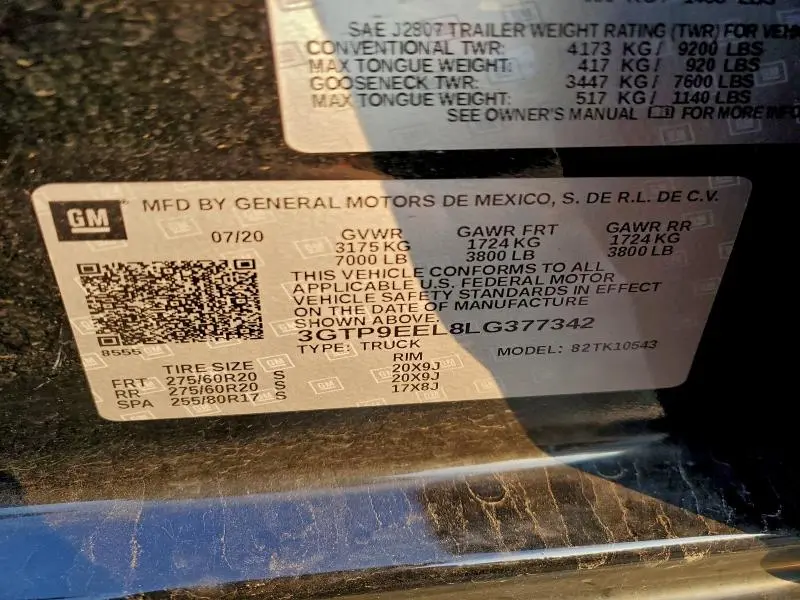 SAE J2807 TRAILER WEIGHT RATING (TWR) FOR
CONVENTIONAL TWR: 4173 KG / 9200 LBS
MAX TONGUE WEIGHT: 417 KG / 920 LBS
GOOSENECK TWR: 3447 KG / 7600 LBS
MAX TONGUE WEIGHT: 517 KG / 1140 LBS
SEE OWNER'S MANUAL FOR MORE
GM MFD BY GENERAL MOTORS DE MEXICO, S. DE R.L. DE C.V.
07/20 GVWR GAWR FRT GAWR RR
3175 KG 1724 KG 1724 KG
7000 LB 3800 LB 3800 LB
THIS VEHICLE CONFORMS TO ALL
APPLICABLE U.S. FEDERAL MOTOR
VEHICLE SAFETY STANDARDS IN EFFECT
ON THE DATE OF MANUFACTURE
SHOWN ABOVE.
3GTP9EEL8LG377342
8555 TYPE: TRUCK MODEL: 82TK10543
TIRE SIZE RIM
FRT 275/60R20 S 20X9J
RR 275/60R20 S 20X9J
SPA 255/80R17 S 17X8J